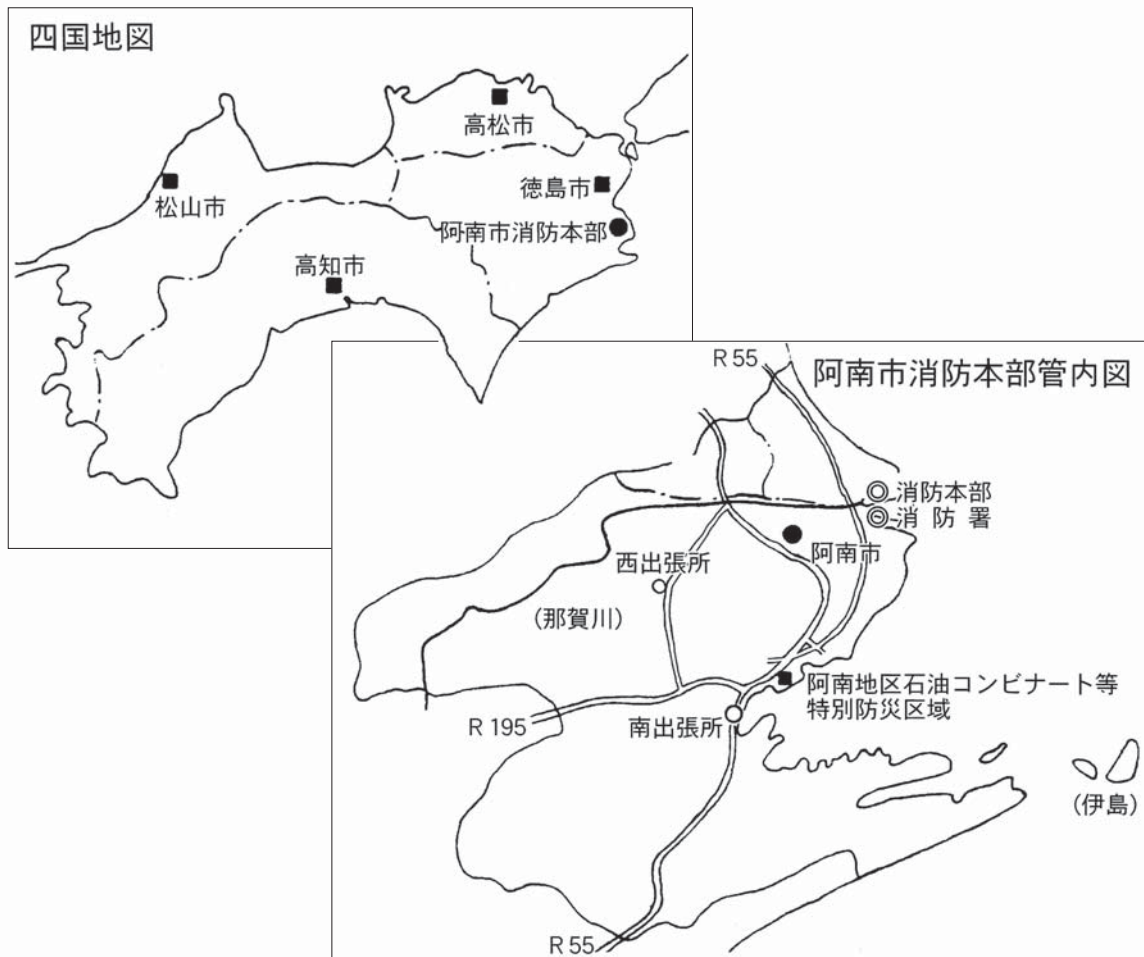 四国地図
高松市
徳島市
松山市
阿南市消防本部
高知市
R 55
阿南市消防本部管内図
消防本部
消 防 署
阿南市
西出張所
(那賀川)
阿南地区石油コンビナート等
特別防災区域
R 195
南出張所
(伊島)
R 55